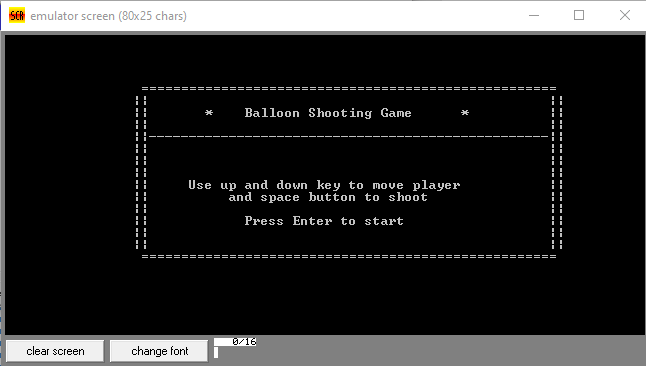 SCR emulator screen (80x25 chars)
* Balloon Shooting Game *
Use up and down key to move player
and space button to shoot
Press Enter to start
clear screen change font 0/16